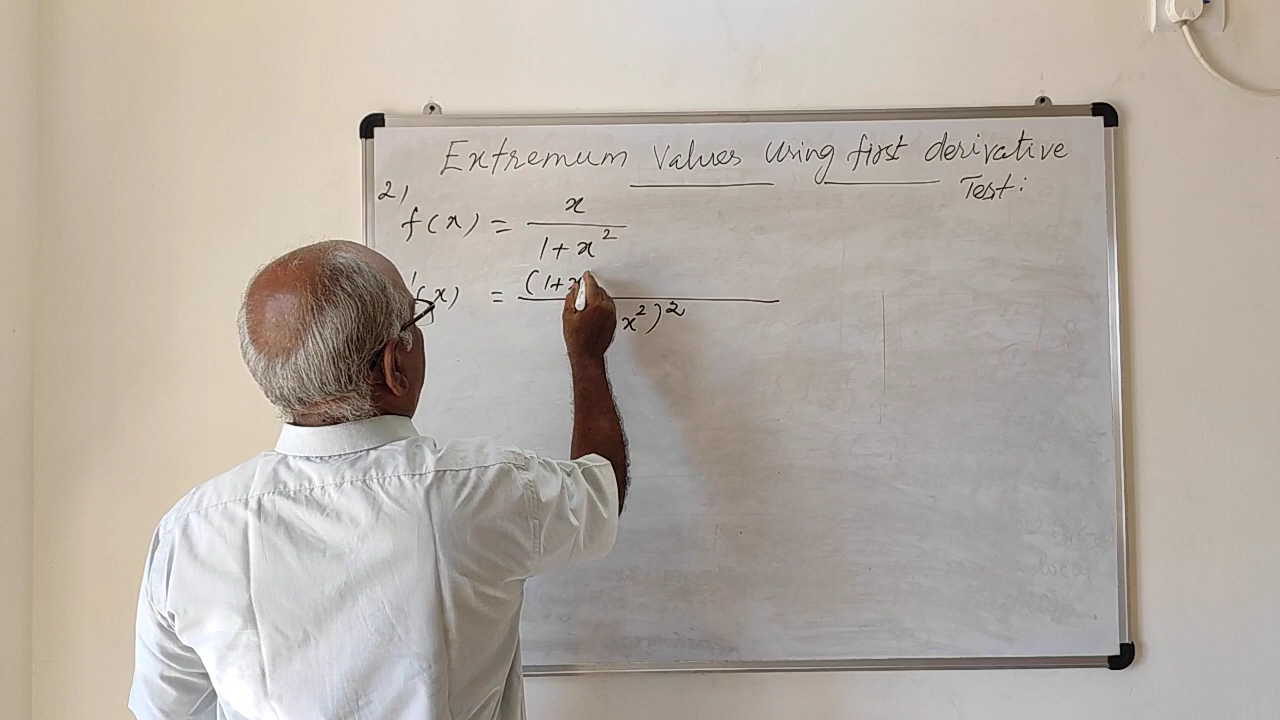 Extremum Values Using first derivative
Test:
2)
f(x) = x / 1+x²
'(x) = (1+x / x²)²